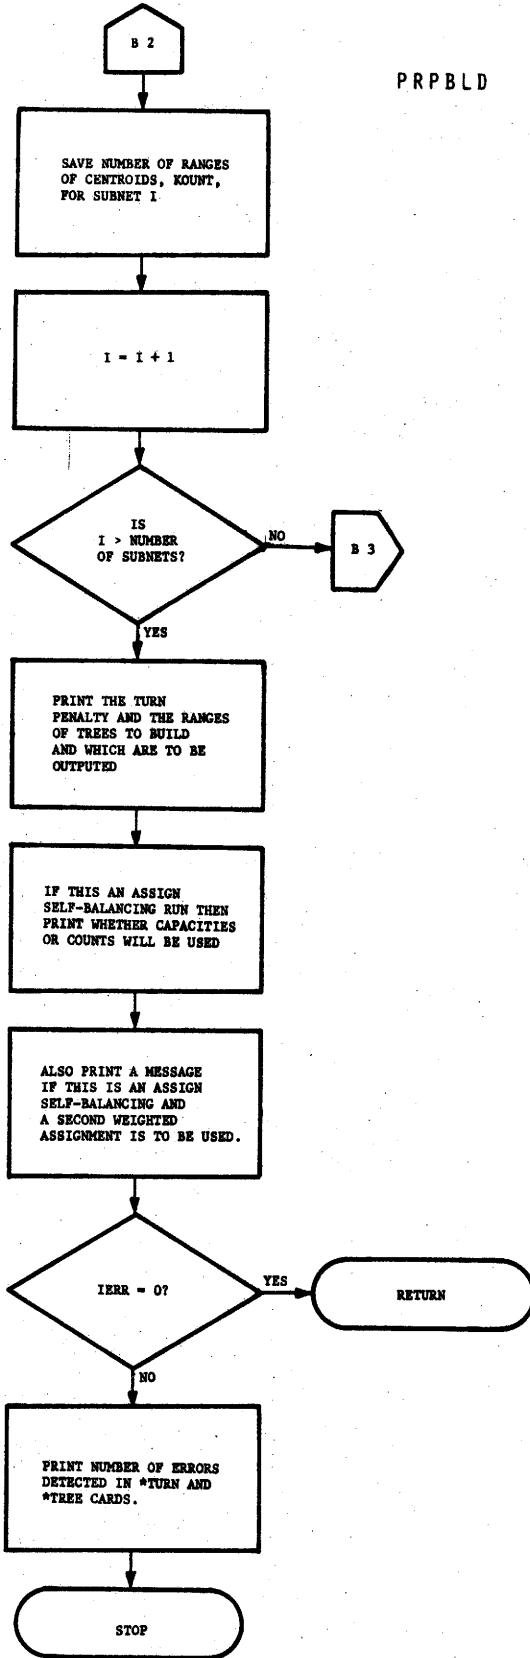 B 2
PRPBLD
SAVE NUMBER OF RANGES
OF CENTROIDS, KOUNT,
FOR SUBNET I
I = I + 1
IS
I > NUMBER
OF SUBNETS?
NO
B 3
YES
PRINT THE TURN
PENALTY AND THE RANGES
OF TREES TO BUILD
AND WHICH ARE TO BE
OUTPUTED
IF THIS AN ASSIGN
SELF-BALANCING RUN THEN
PRINT WHETHER CAPACITIES
OR COUNTS WILL BE USED
ALSO PRINT A MESSAGE
IF THIS IS AN ASSIGN
SELF-BALANCING AND
A SECOND WEIGHTED
ASSIGNMENT IS TO BE USED.
IERR = 0?
YES
RETURN
NO
PRINT NUMBER OF ERRORS
DETECTED IN *TURN AND
*TREE CARDS.
STOP